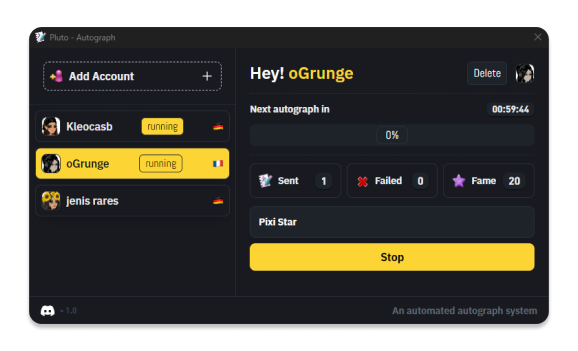 Pluto - Autograph
Add Account
Kleocasb running
oGrunge running
jenis rares
Hey! oGrunge
Delete
Next autograph in 00:59:44
0%
Sent 1
Failed 0
Fame 20
Pixi Star
Stop
- 1.0
An automated autograph system